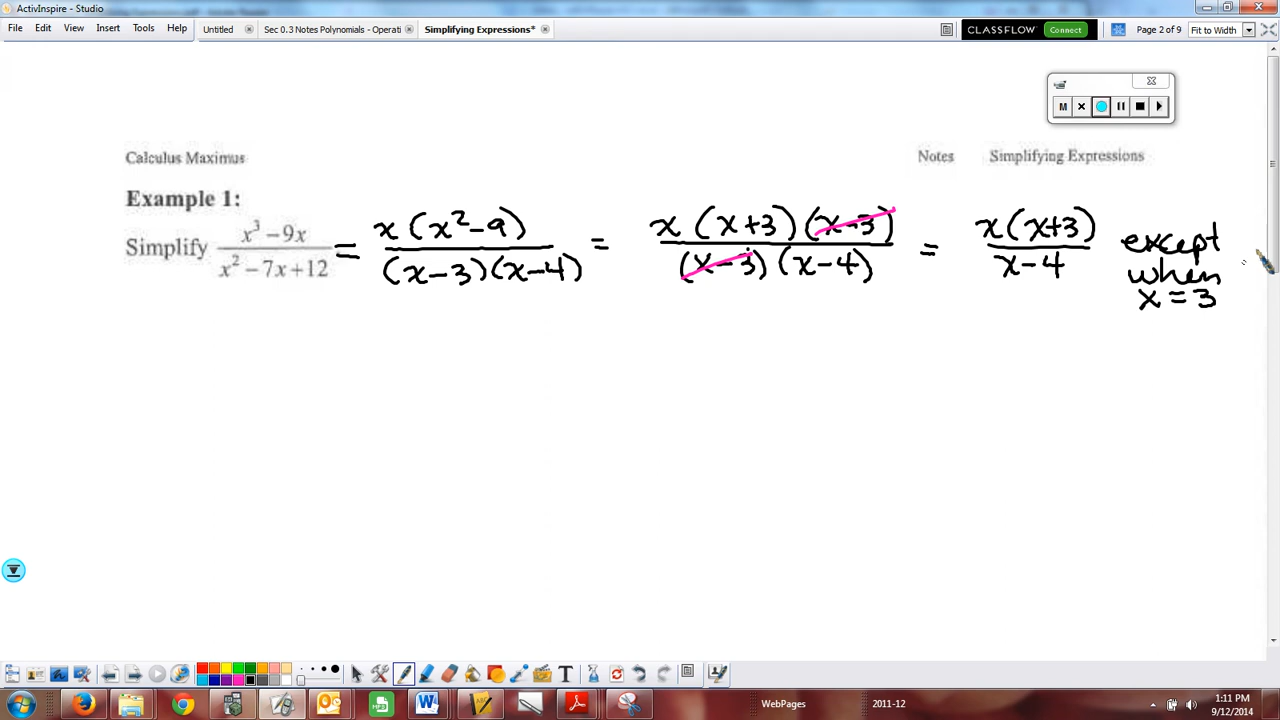 ActivInspire - Studio
File Edit View Insert Tools Help Untitled Sec 0.3 Notes Polynomials - Operati Simplifying Expressions* CLASSFLOW Connect Page 2 of 9 Fit to Width
M
Calculus Maximus Notes Simplifying Expressions
Example 1:
Simplify (x³ − 9x)/(x² − 7x + 12) = x(x² − 9)/((x − 3)(x − 4)) = x(x + 3)(x − 3)/((x − 3)(x − 4)) = x(x + 3)/(x − 4) except
when
x = 3
WebPages 2011-12 1:11 PM
9/12/2014